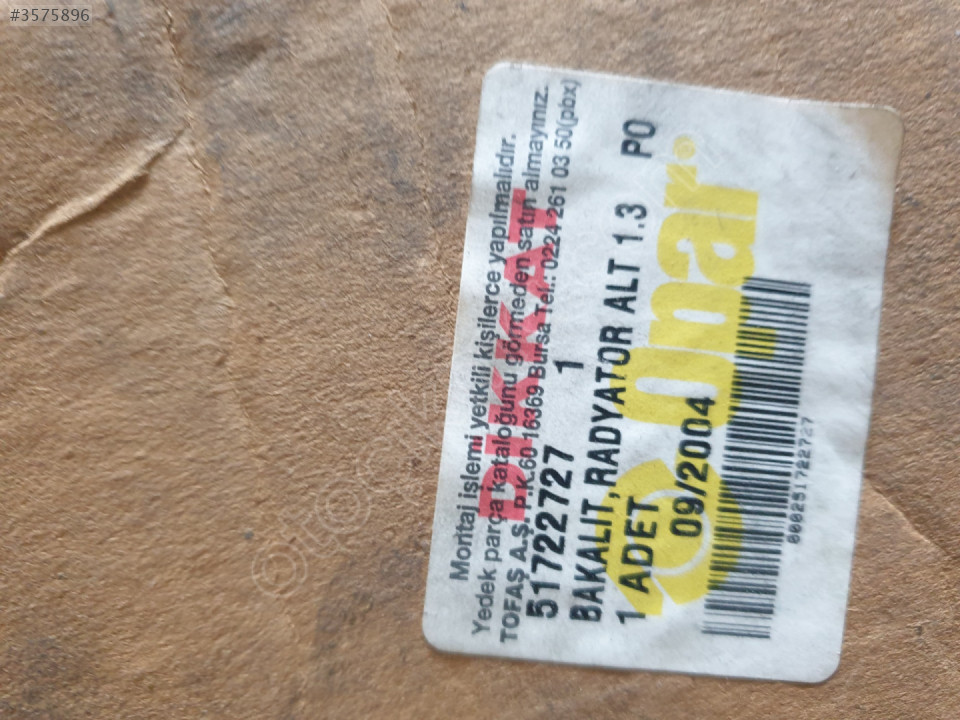 #3575896
DİKKAT
Montaj işlemi yetkili kişilerce yapılmalıdır.
Yedek parça kataloğunu görmeden satın almayınız.
TOFAŞ A.Ş. P.K.60 16369 Bursa Tel.: 0224 261 03 50(pbx)
51722727 1
BAKALIT,RADYATOR ALT 1.3 PO
1 ADET
09/2004
opar
000251722727